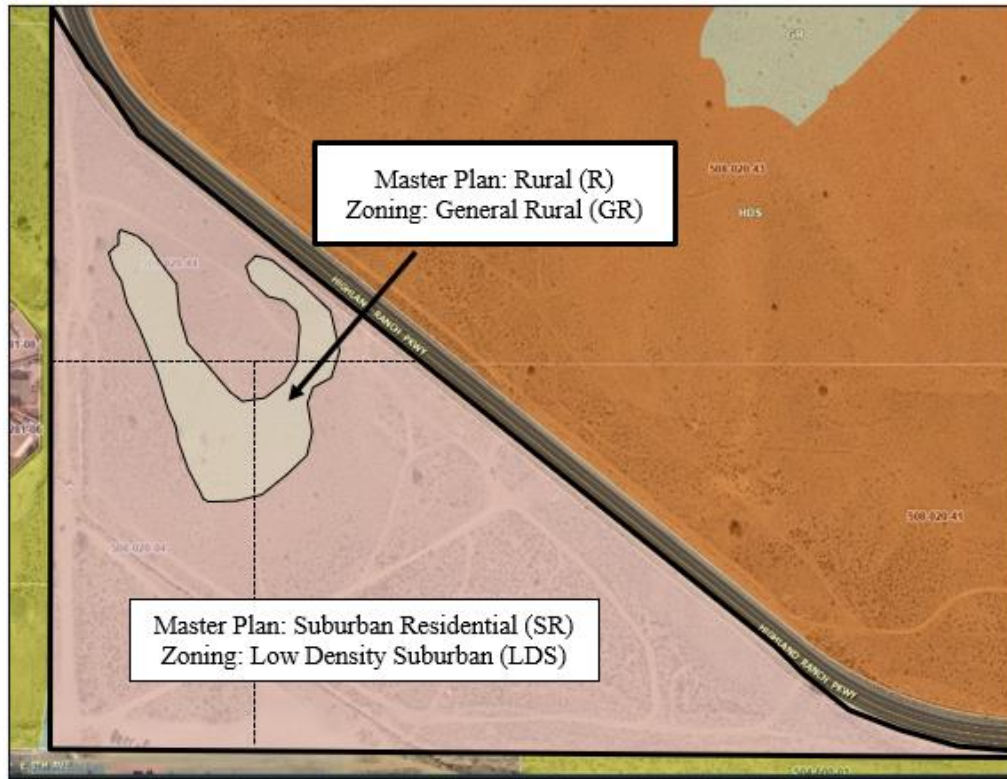 GR
508-020-43
HDS
Master Plan: Rural (R)
Zoning: General Rural (GR)
HIGHLAND RANCH PKWY
508-020-41
Master Plan: Suburban Residential (SR)
Zoning: Low Density Suburban (LDS)
HIGHLAND RANCH PKWY